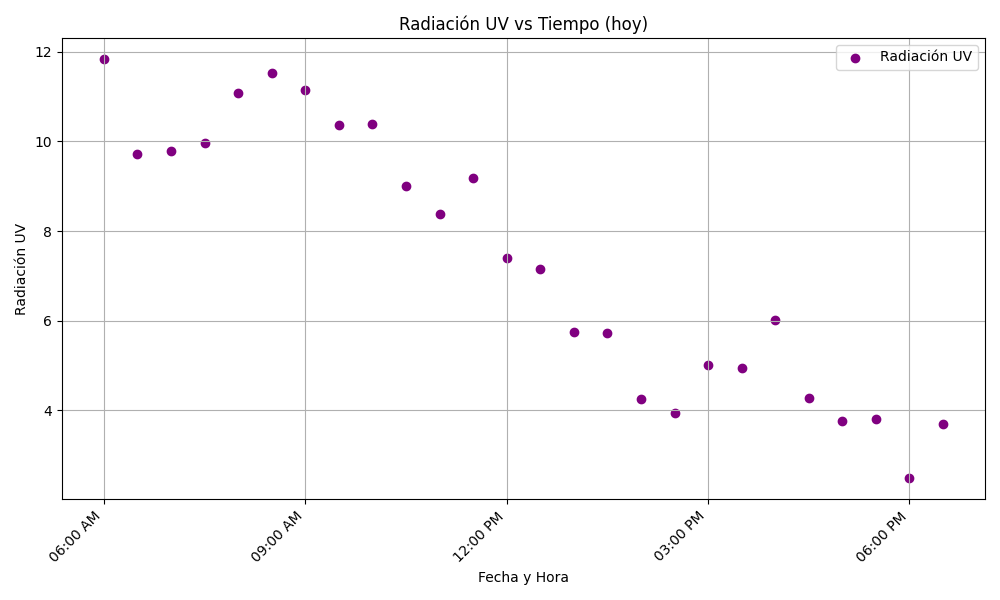 Radiación UV vs Tiempo (hoy)
Radiación UV
12
10
8
6
4
Radiación UV
06:00 AM
09:00 AM
12:00 PM
03:00 PM
06:00 PM
Fecha y Hora